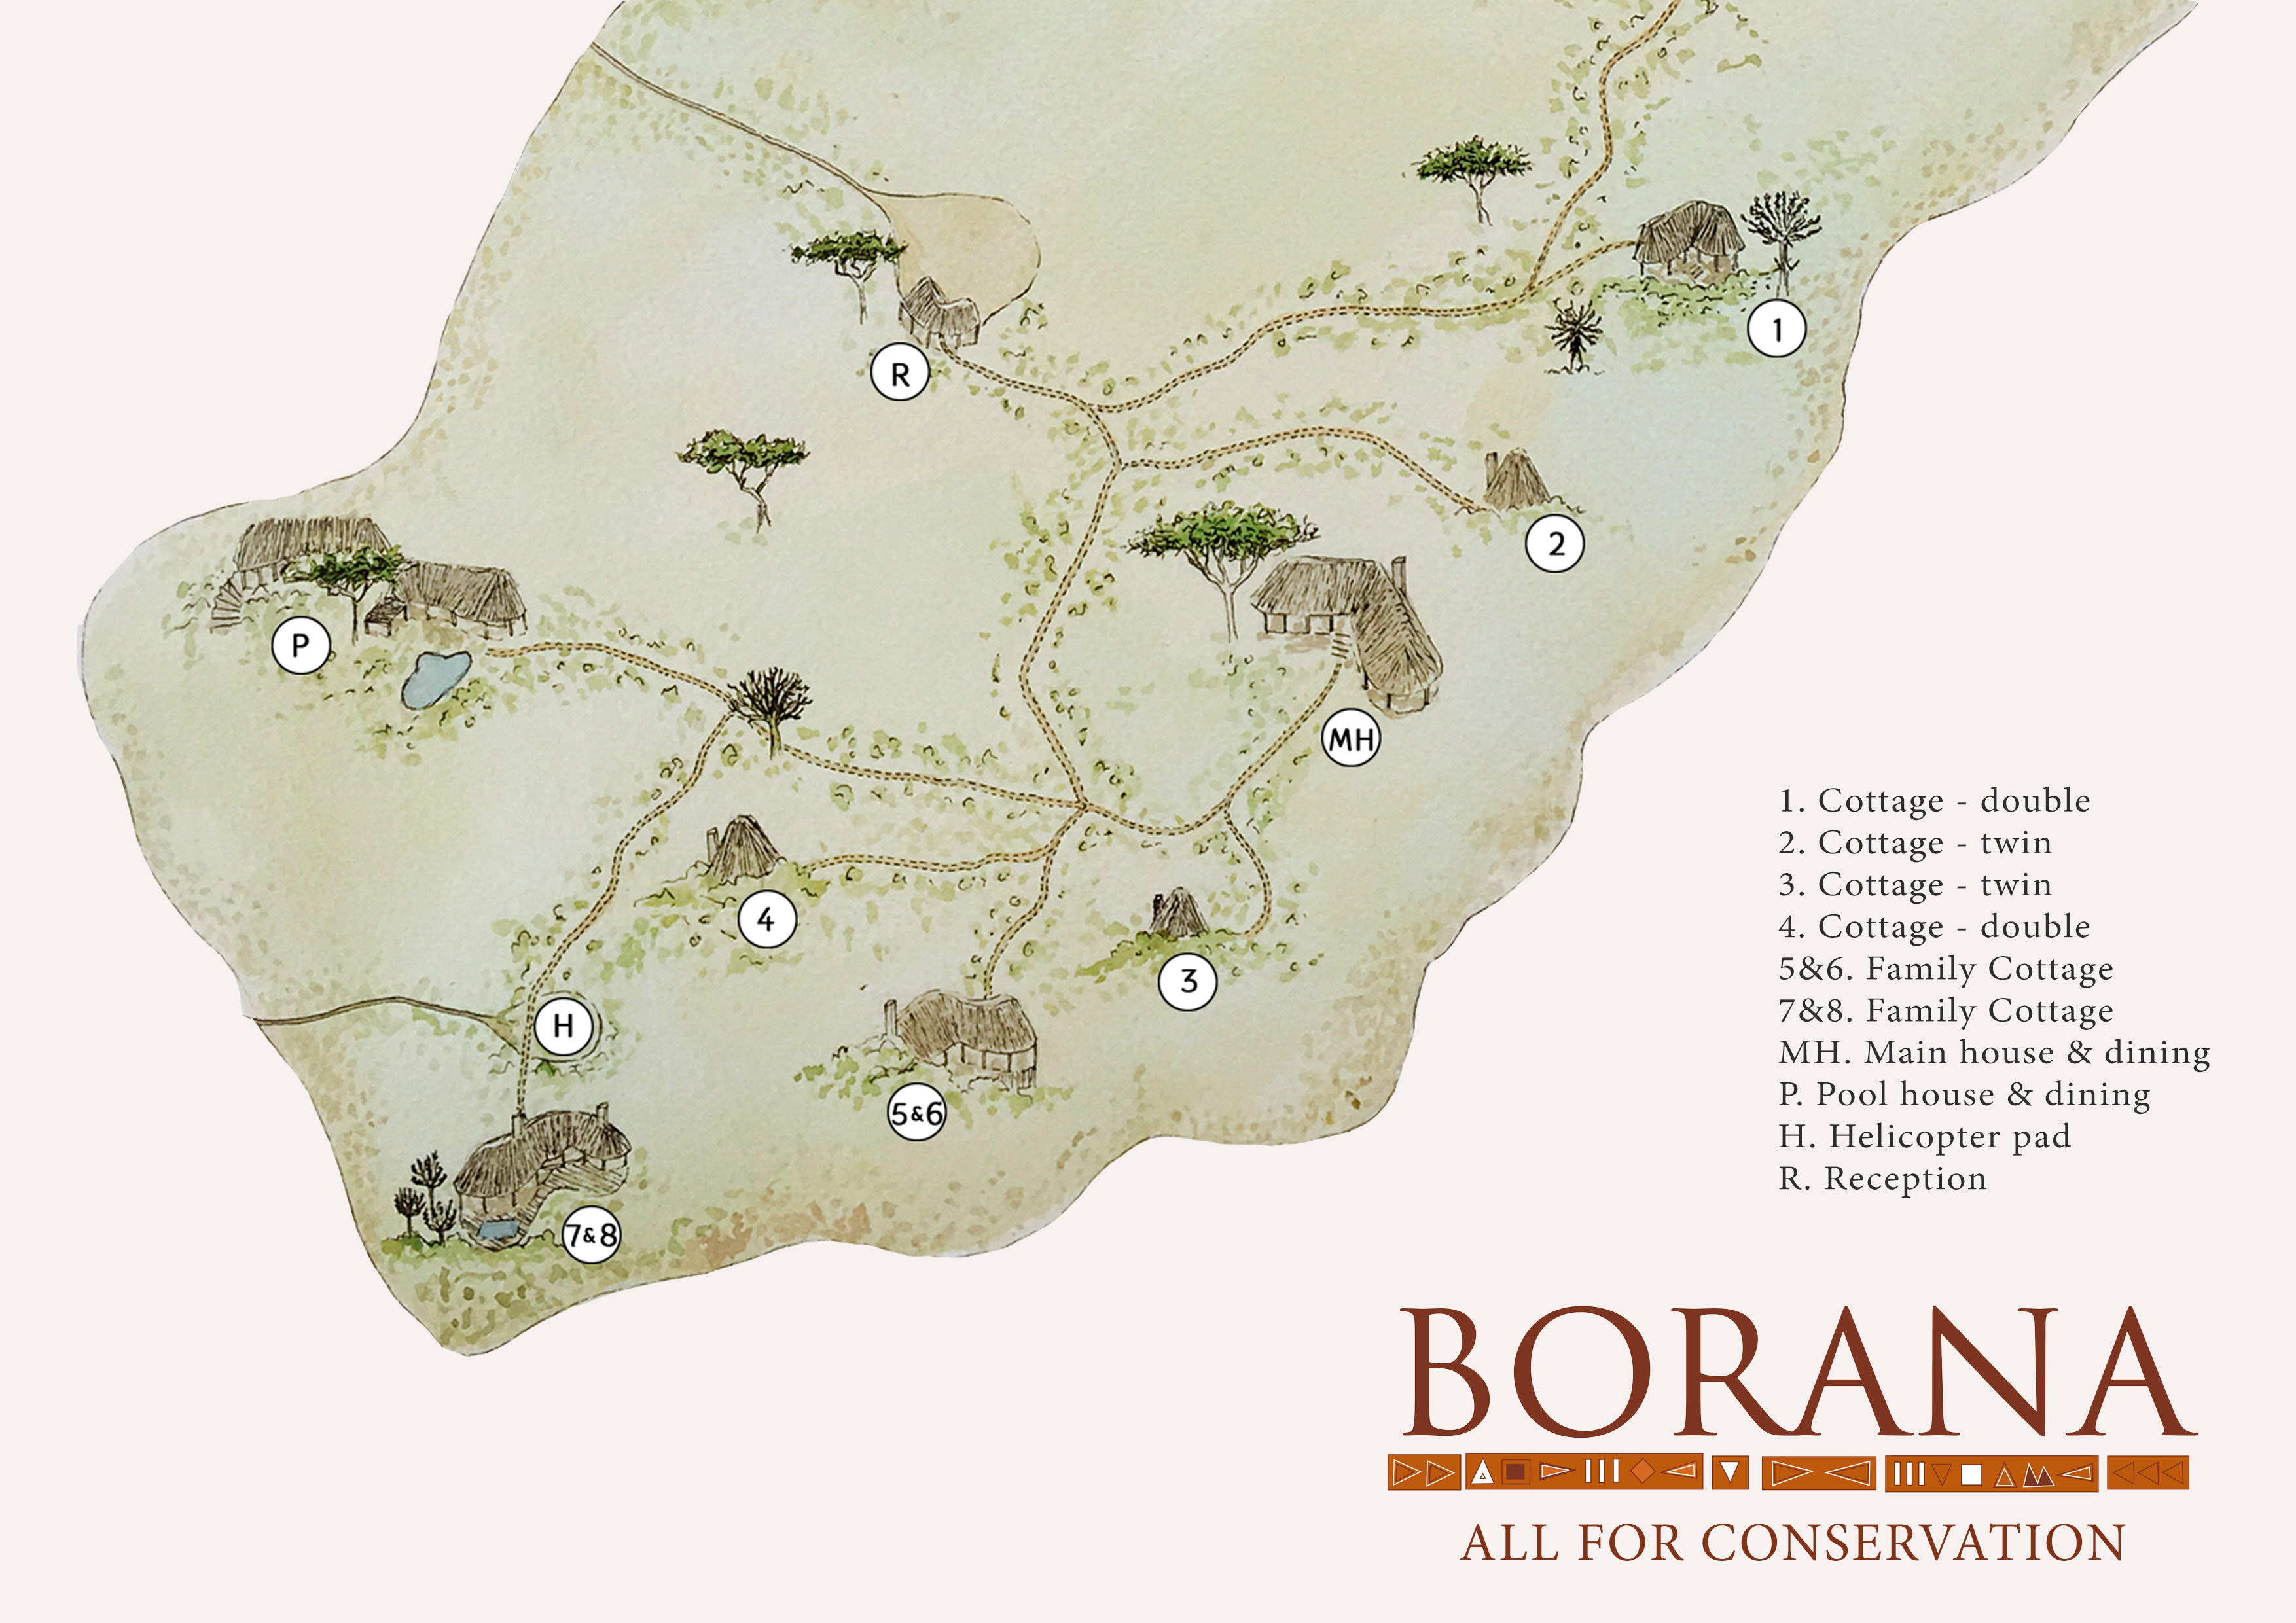 1
R
2
P
MH
4
3
H
5&6
7&8
1. Cottage - double
2. Cottage - twin
3. Cottage - twin
4. Cottage - double
5&6. Family Cottage
7&8. Family Cottage
MH. Main house & dining
P. Pool house & dining
H. Helicopter pad
R. Reception
BORANA
ALL FOR CONSERVATION